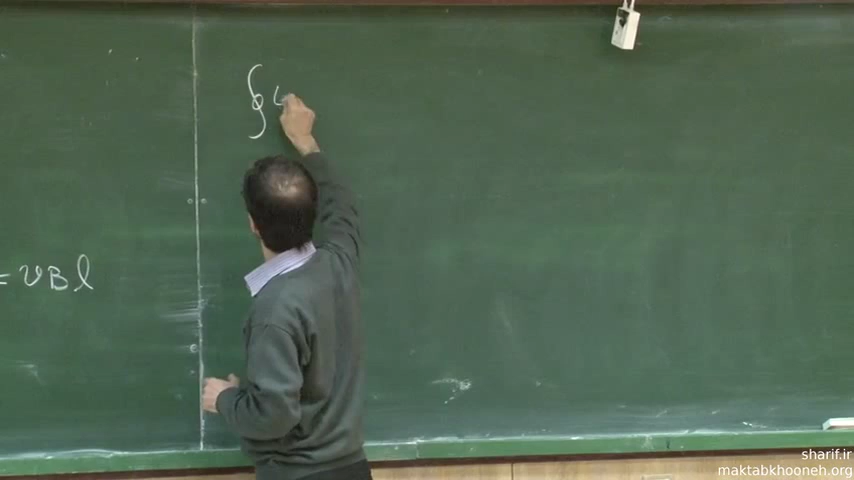 = vBl
∮
sharif.ir
maktabkhooneh.org